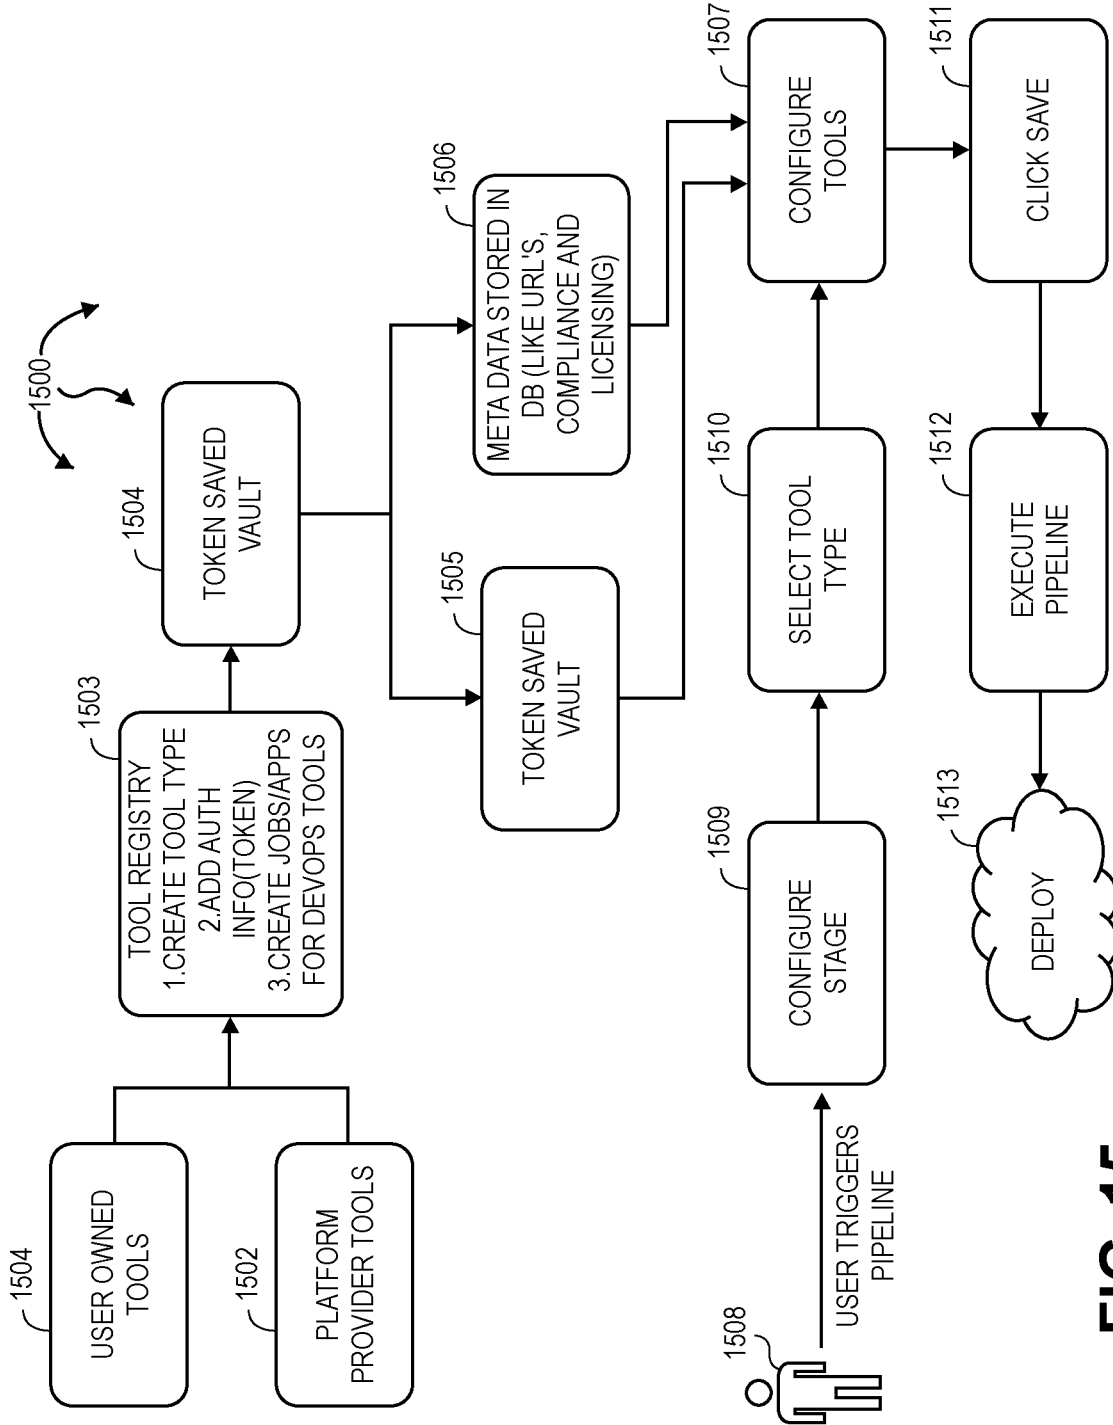 1500
1504
USER OWNED
TOOLS
1502
PLATFORM
PROVIDER TOOLS
1503
TOOL REGISTRY
1.CREATE TOOL TYPE
2.ADD AUTH
INFO(TOKEN)
3.CREATE JOBS/APPS
FOR DEVOPS TOOLS
1504
TOKEN SAVED
VAULT
1505
TOKEN SAVED
VAULT
1506
META DATA STORED IN
DB (LIKE URL'S,
COMPLIANCE AND
LICENSING)
1508
USER TRIGGERS
PIPELINE
1509
CONFIGURE
STAGE
1510
SELECT TOOL
TYPE
1507
CONFIGURE
TOOLS
1511
CLICK SAVE
1512
EXECUTE
PIPELINE
1513
DEPLOY